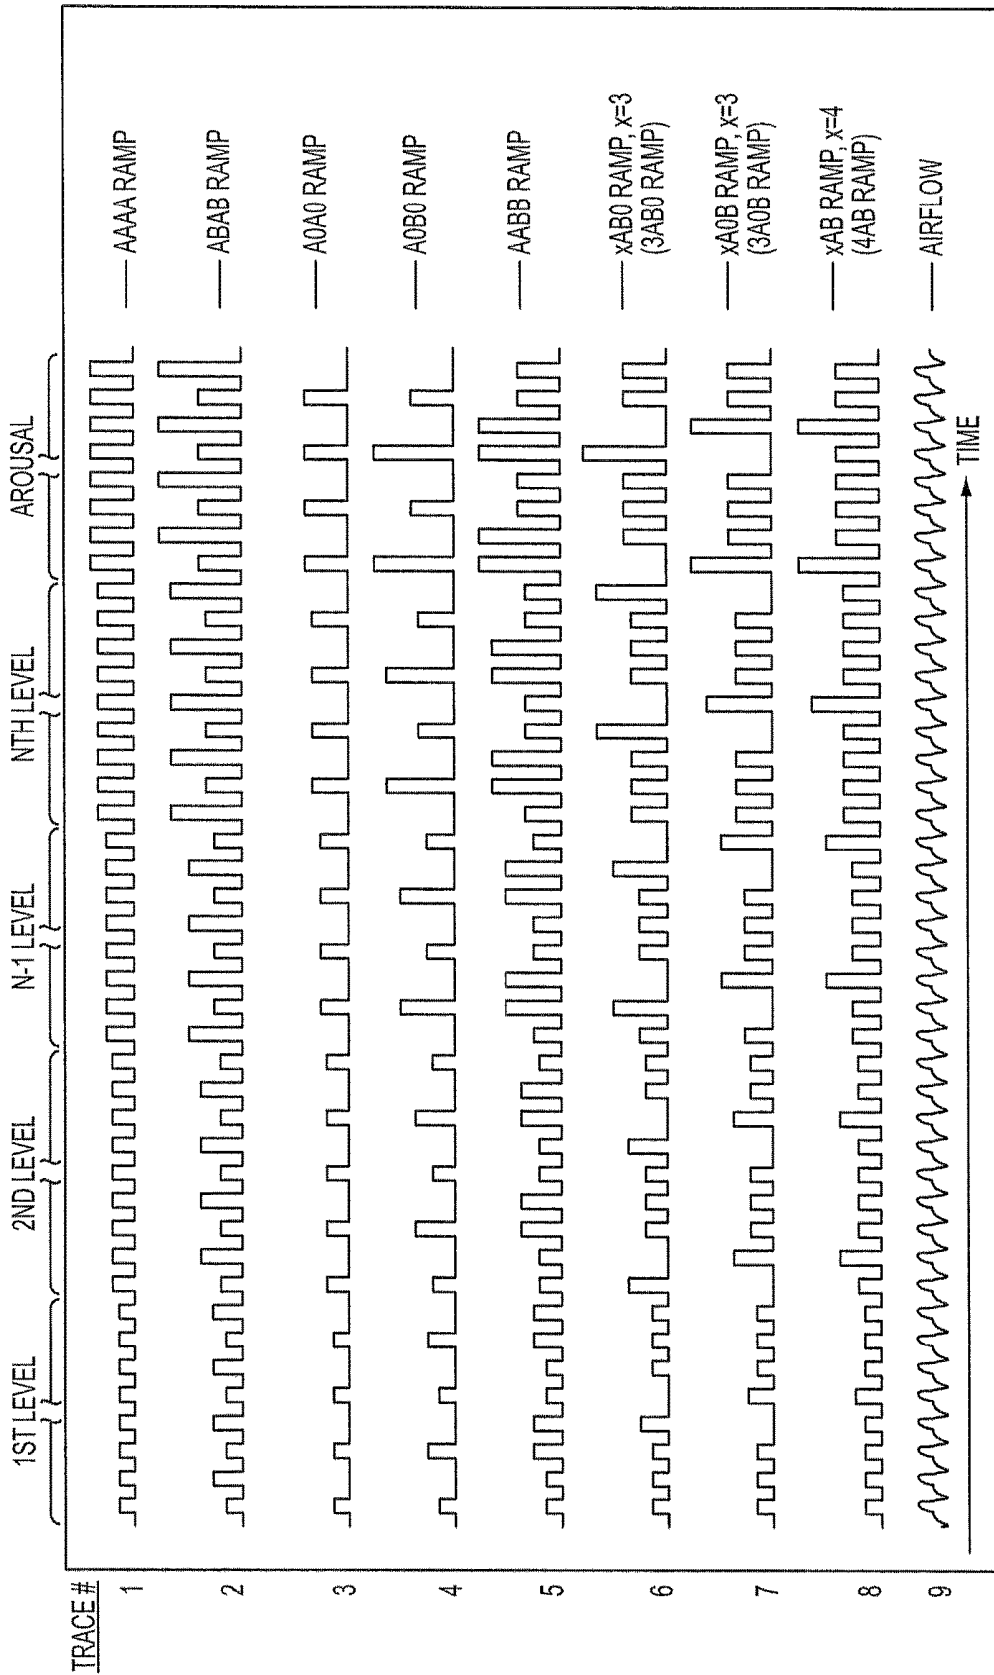 1ST LEVEL
2ND LEVEL
N-1 LEVEL
NTH LEVEL
AROUSAL
TRACE #
1
AAAA RAMP
2
ABAB RAMP
3
A0A0 RAMP
4
A0B0 RAMP
5
AABB RAMP
6
xAB0 RAMP, x=3
(3AB0 RAMP)
7
xA0B RAMP, x=3
(3A0B RAMP)
8
xAB RAMP, x=4
(4AB RAMP)
9
AIRFLOW
TIME